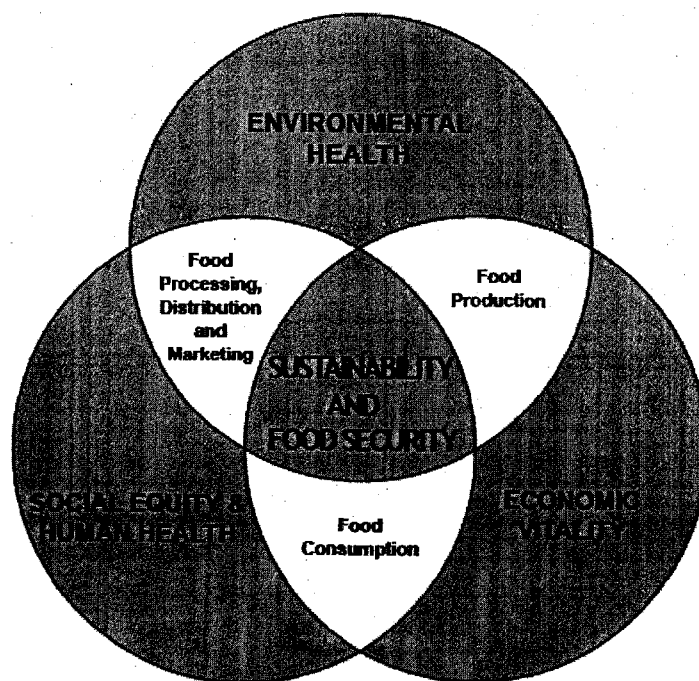 ENVIRONMENTAL
HEALTH
Food
Processing,
Distribution
and
Marketing
Food
Production
SUSTAINABILITY
AND
FOOD SECURITY
SOCIAL EQUITY &
HUMAN HEALTH
ECONOMIC
VITALITY
Food
Consumption